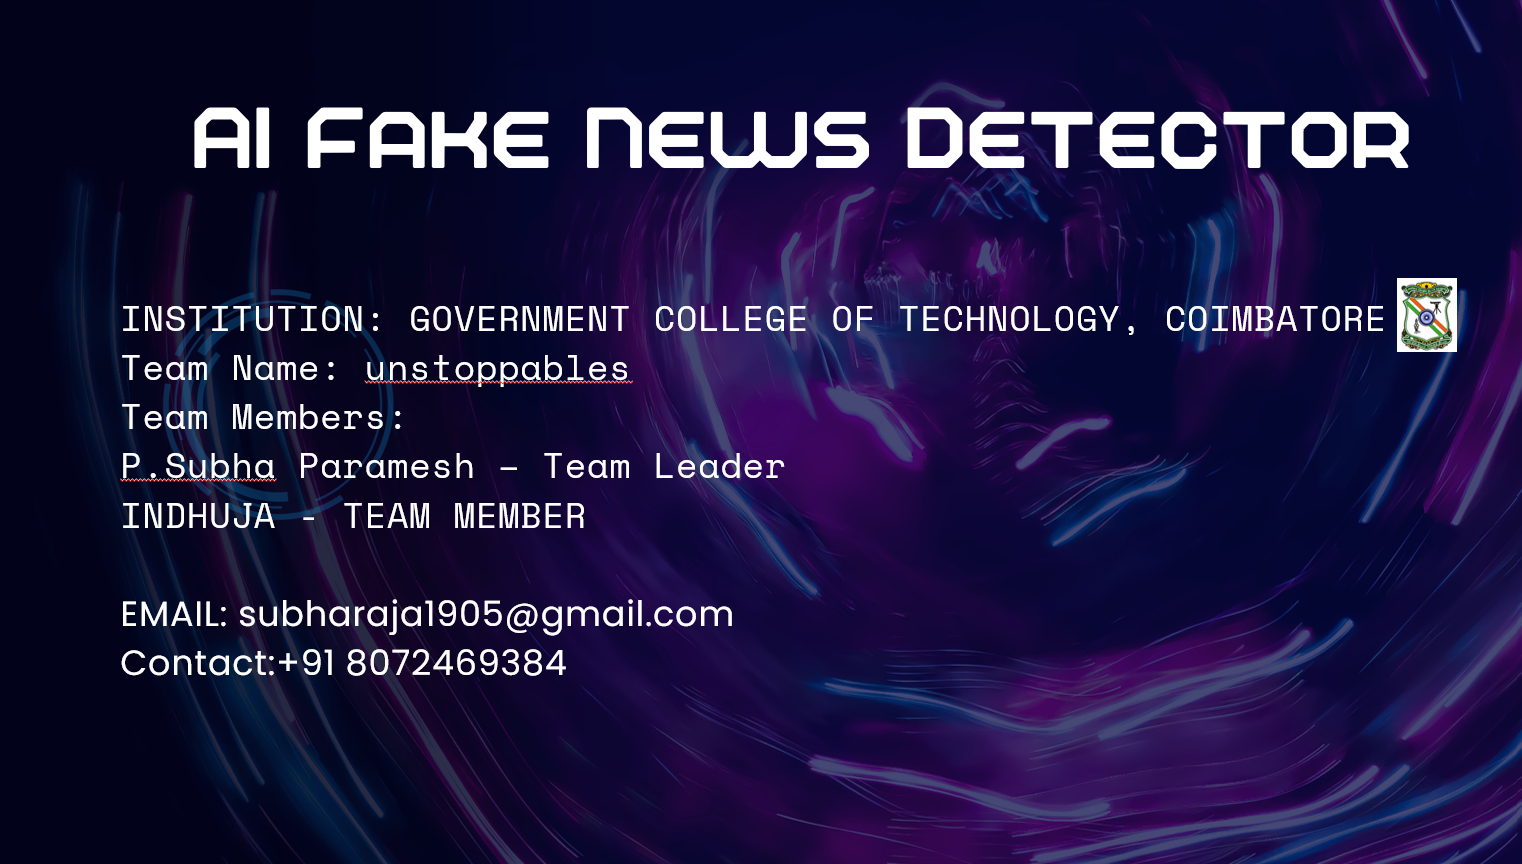 AI FAKE NEWS DETECTOR
INSTITUTION: GOVERNMENT COLLEGE OF TECHNOLOGY, COIMBATORE
Team Name: unstoppables
Team Members:
P.Subha Paramesh – Team Leader
INDHUJA - TEAM MEMBER
EMAIL: subharaja1905@gmail.com
Contact:+91 8072469384